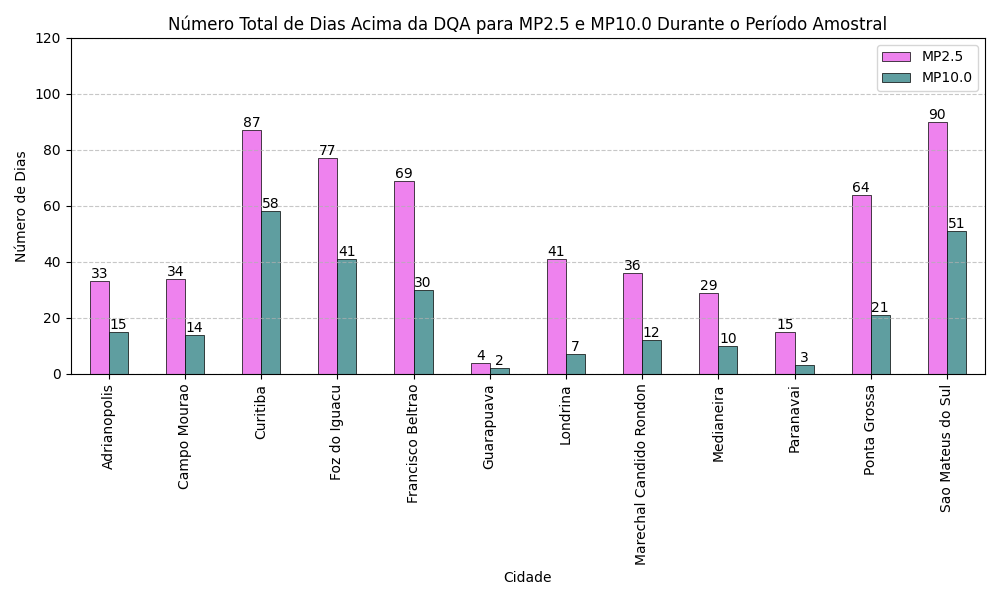 Número Total de Dias Acima da DQA para MP2.5 e MP10.0 Durante o Período Amostral
120
100
80
60
40
20
0
Número de Dias
MP2.5
MP10.0
33
15
34
14
87
58
77
41
69
30
4
2
41
7
36
12
29
10
15
3
64
21
90
51
Adrianopolis
Campo Mourao
Curitiba
Foz do Iguacu
Francisco Beltrao
Guarapuava
Londrina
Marechal Candido Rondon
Medianeira
Paranavai
Ponta Grossa
Sao Mateus do Sul
Cidade